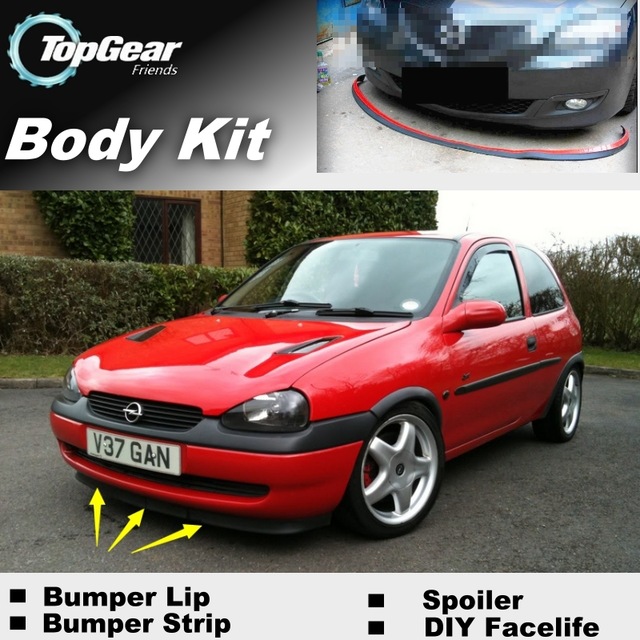 TopGear
Friends
Body Kit
V37 GAN
Bumper Lip
Bumper Strip
Spoiler
DIY Facelife